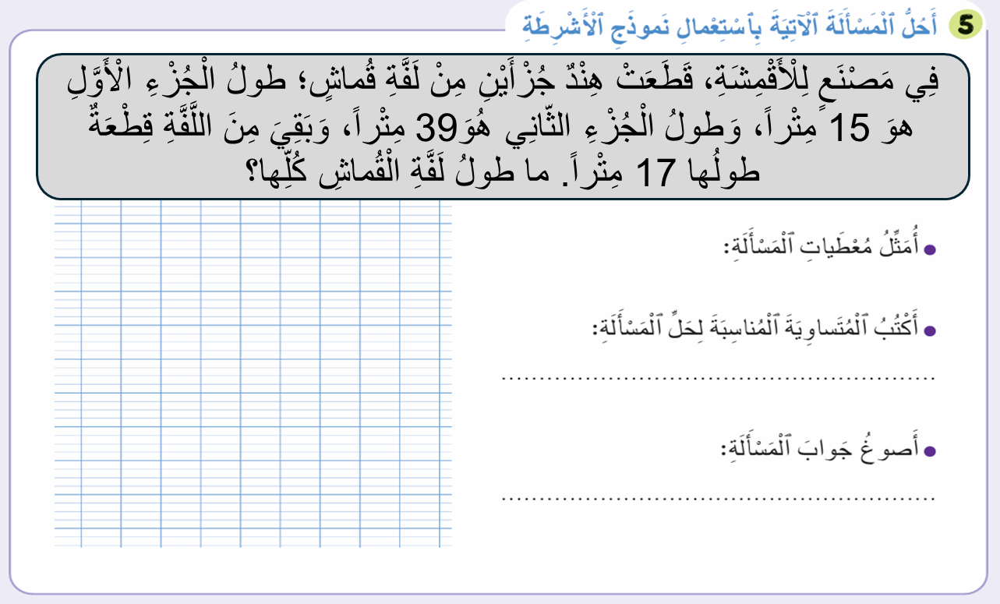 5 أَحُلُّ ٱلْمَسْأَلَةَ ٱلْآتِيَةَ بِٱسْتِعْمالِ نَموذَجِ ٱلْأَشْرِطَةِ
فِي مَصْنَعٍ لِلْأَقْمِشَةِ، قَطَعَتْ هِنْدٌ جُزْأَيْنِ مِنْ لَفَّةِ قُماشٍ؛ طولُ الْجُزْءِ الْأَوَّلِ
هوَ 15 مِتْراً، وَطولُ الْجُزْءِ الثّانِي هُوَ39 مِتْراً، وَبَقِيَ مِنَ اللَّفَّةِ قِطْعَةٌ
طولُها 17 مِتْراً. ما طولُ لَفَّةِ الْقُماشِ كُلِّها؟
● أُمَثِّلُ مُعْطَياتِ ٱلْمَسْأَلَةِ:
● أَكْتُبُ ٱلْمُتَساوِيَةَ ٱلْمُناسِبَةَ لِحَلِّ ٱلْمَسْأَلَةِ:
..........................................................
● أَصوغُ جَوابَ ٱلْمَسْأَلَةِ:
..........................................................